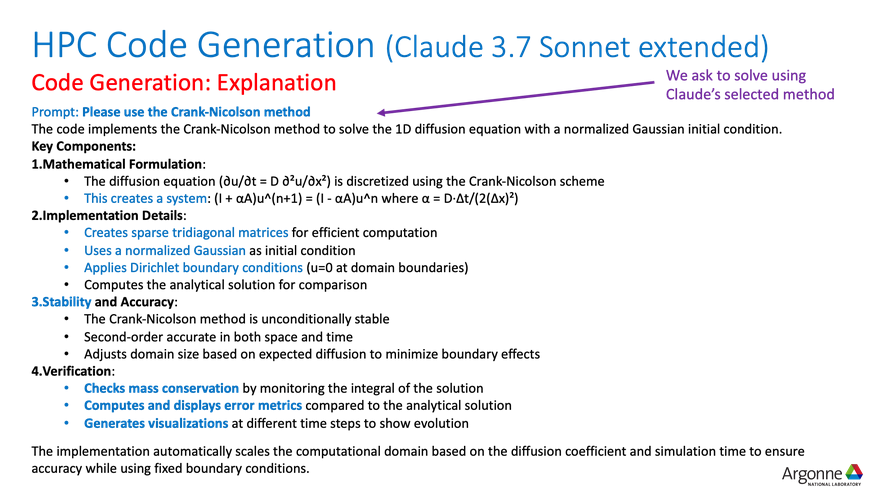 HPC Code Generation (Claude 3.7 Sonnet extended)
Code Generation: Explanation
We ask to solve using
Claude's selected method
Prompt: Please use the Crank-Nicolson method
The code implements the Crank-Nicolson method to solve the 1D diffusion equation with a normalized Gaussian initial condition.
Key Components:
1.Mathematical Formulation:
• The diffusion equation (∂u/∂t = D ∂²u/∂x²) is discretized using the Crank-Nicolson scheme
• This creates a system: (I + αA)u^(n+1) = (I - αA)u^n where α = D·Δt/(2(Δx)²)
2.Implementation Details:
• Creates sparse tridiagonal matrices for efficient computation
• Uses a normalized Gaussian as initial condition
• Applies Dirichlet boundary conditions (u=0 at domain boundaries)
• Computes the analytical solution for comparison
3.Stability and Accuracy:
• The Crank-Nicolson method is unconditionally stable
• Second-order accurate in both space and time
• Adjusts domain size based on expected diffusion to minimize boundary effects
4.Verification:
• Checks mass conservation by monitoring the integral of the solution
• Computes and displays error metrics compared to the analytical solution
• Generates visualizations at different time steps to show evolution
The implementation automatically scales the computational domain based on the diffusion coefficient and simulation time to ensure
accuracy while using fixed boundary conditions.
Argonne
NATIONAL LABORATORY